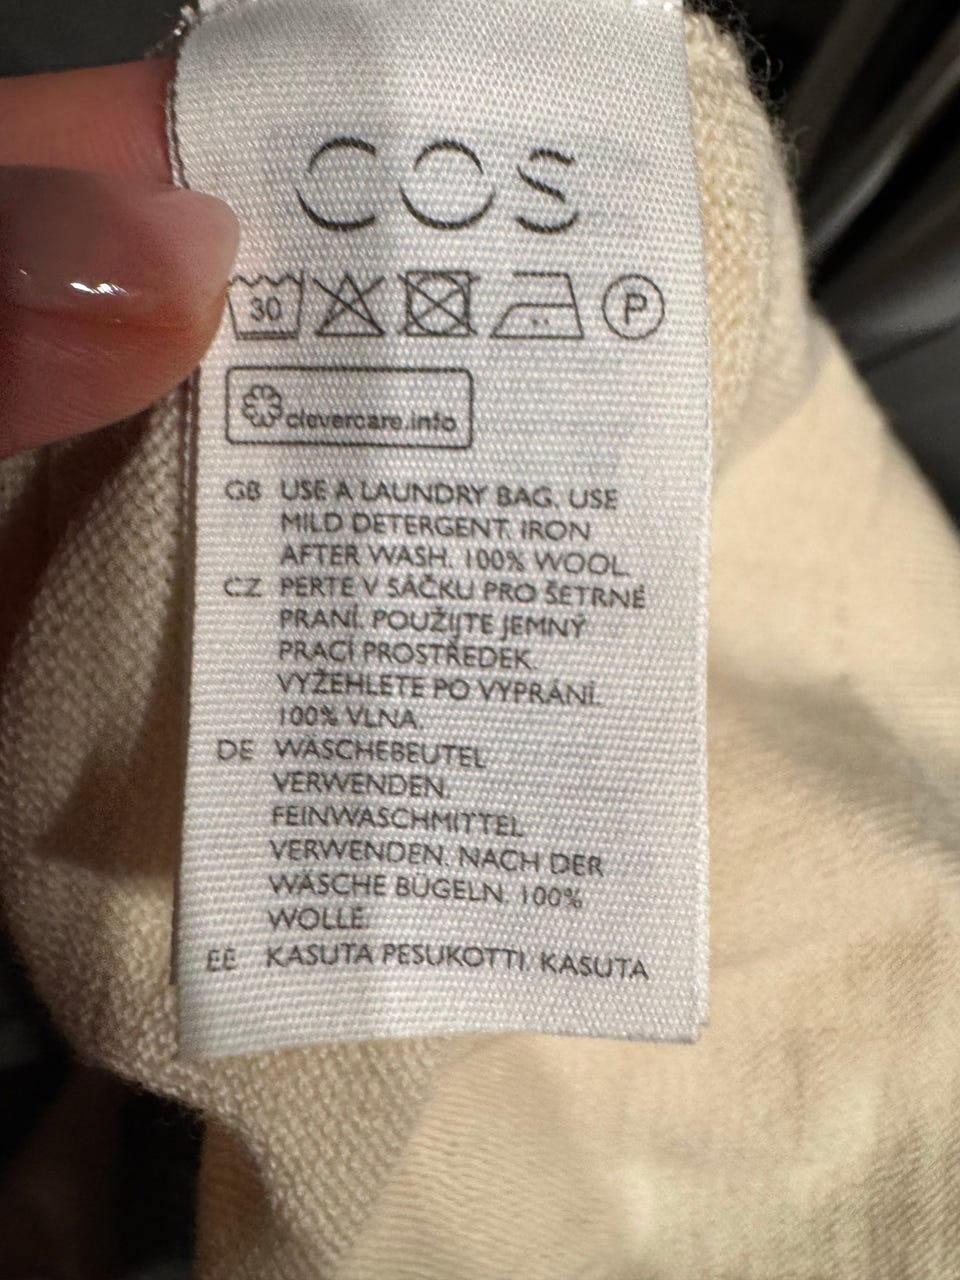 COS
30 P
clevercare.info
GB USE A LAUNDRY BAG. USE
MILD DETERGENT. IRON
AFTER WASH. 100% WOOL.
CZ PERTE V SÁČKU PRO ŠETRNÉ
PRANÍ. POUŽIJTE JEMNÝ
PRACÍ PROSTŘEDEK.
VYŽEHLETE PO VYPRÁNÍ.
100% VLNA.
DE WÄSCHEBEUTEL
VERWENDEN.
FEINWASCHMITTEL
VERWENDEN. NACH DER
WÄSCHE BÜGELN. 100%
WOLLE
EE KASUTA PESUKOTTI. KASUTA